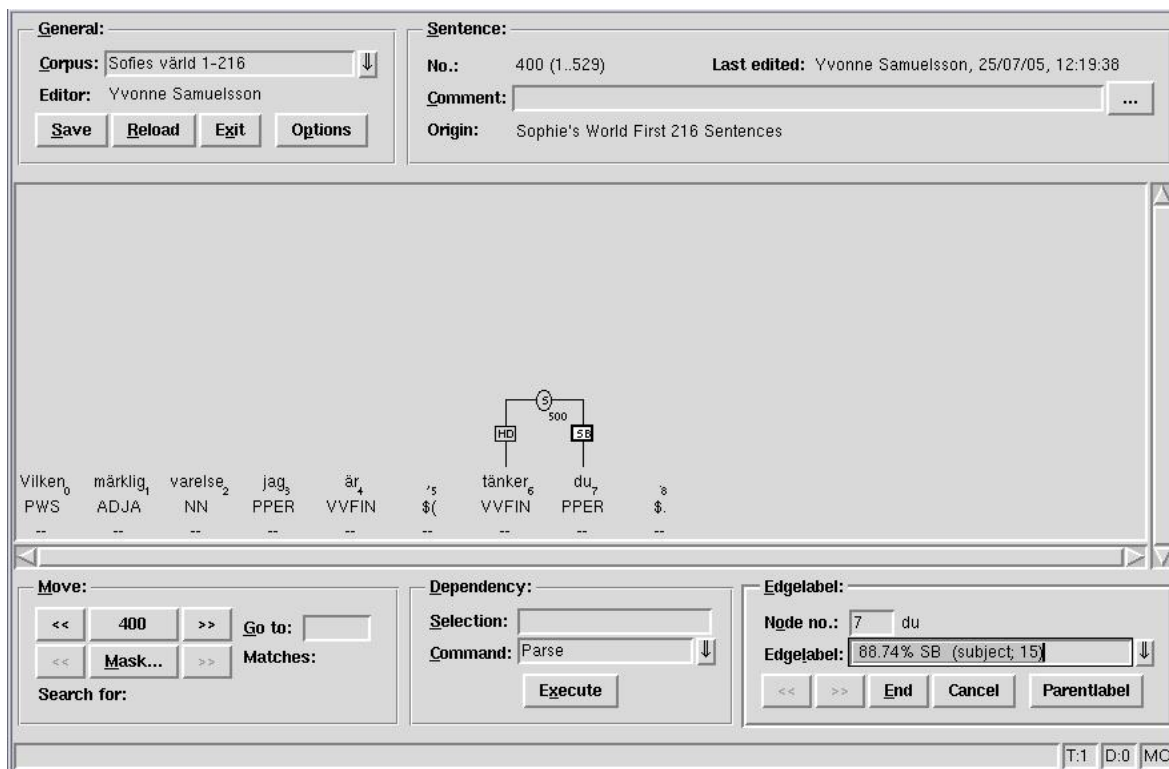 General:
Corpus: Sofies värld 1-216 ⇓
Editor: Yvonne Samuelsson
Save Reload Exit Options
Sentence:
No.: 400 (1..529) Last edited: Yvonne Samuelsson, 25/07/05, 12:19:38
Comment: ...
Origin: Sophie's World First 216 Sentences
S
500
HD SB
Vilken0 märklig1 varelse2 jag3 är4 ,5 tänker6 du7 .8
PWS ADJA NN PPER VVFIN $( VVFIN PPER $.
-- -- -- -- -- -- -- -- --
Move:
<< 400 >> Go to:
<< Mask... >> Matches:
Search for:
Dependency:
Selection:
Command: Parse ⇓
Execute
Edgelabel:
Node no.: 7 du
Edgelabel: 88.74% SB (subject; 15) ⇓
<< >> End Cancel Parentlabel
T:1 D:0 MO